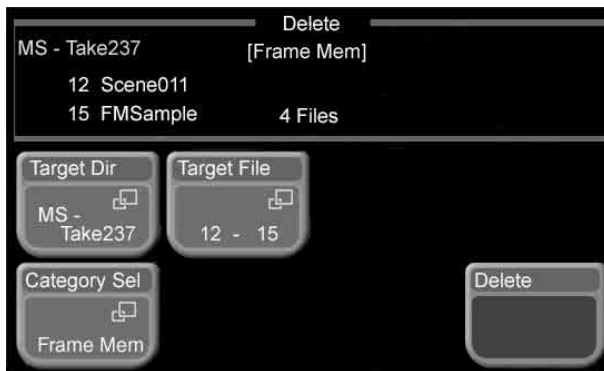 Delete
MS - Take237 [Frame Mem]
12 Scene011
15 FMSample 4 Files
Target Dir
MS -
Take237
Target File
12 - 15
Category Sel
Frame Mem
Delete